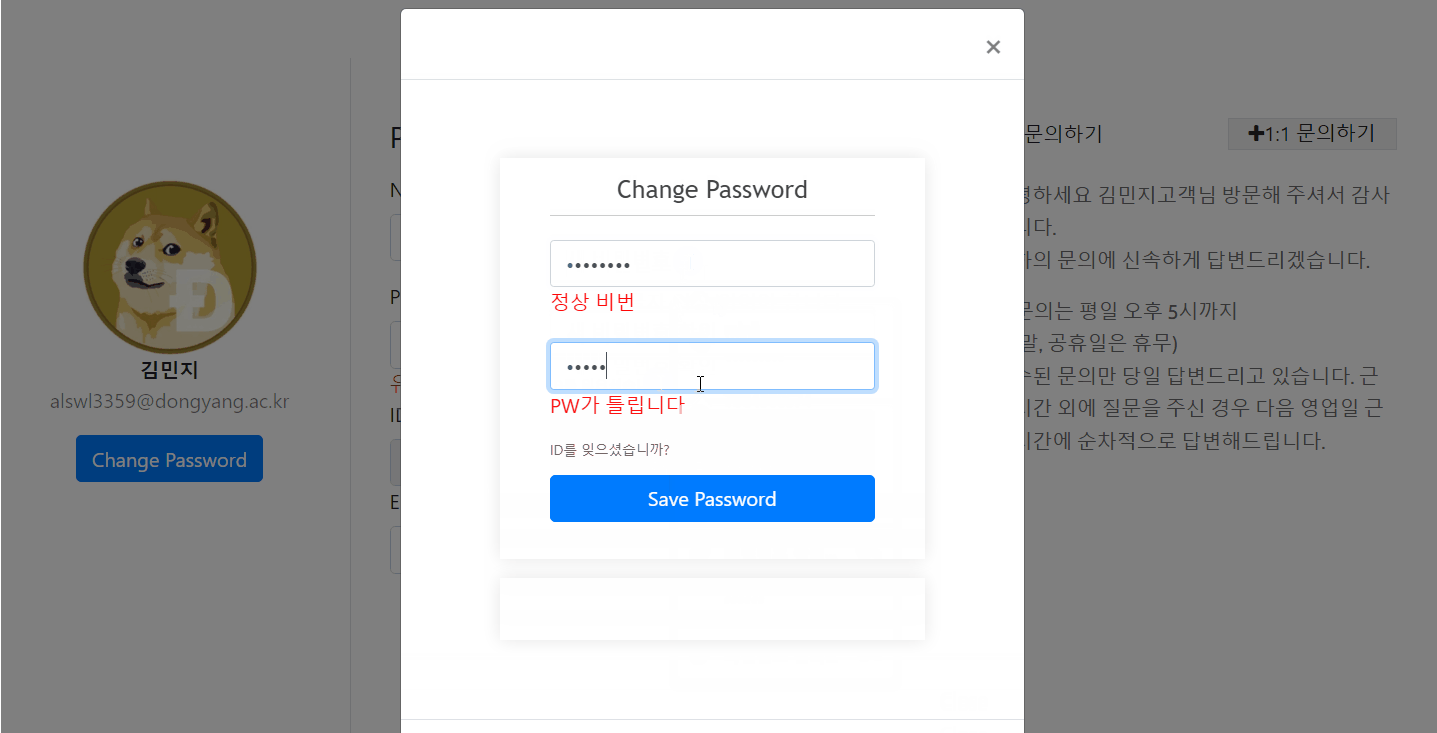 ×
Change Password
••••••••
정상 비번
•••••
PW가 틀립니다
ID를 잊으셨습니까?
Save Password
김민지
alswl3359@dongyang.ac.kr
Change Password
문의하기
1:1 문의하기
하세요 김민지고객님 방문해 주셔서 감사
다.
의 문의에 신속하게 답변드리겠습니다.
문의는 평일 오후 5시까지
말, 공휴일은 휴무)
된 문의만 당일 답변드리고 있습니다. 근
시간 외에 질문을 주신 경우 다음 영업일 근
시간에 순차적으로 답변해드립니다.